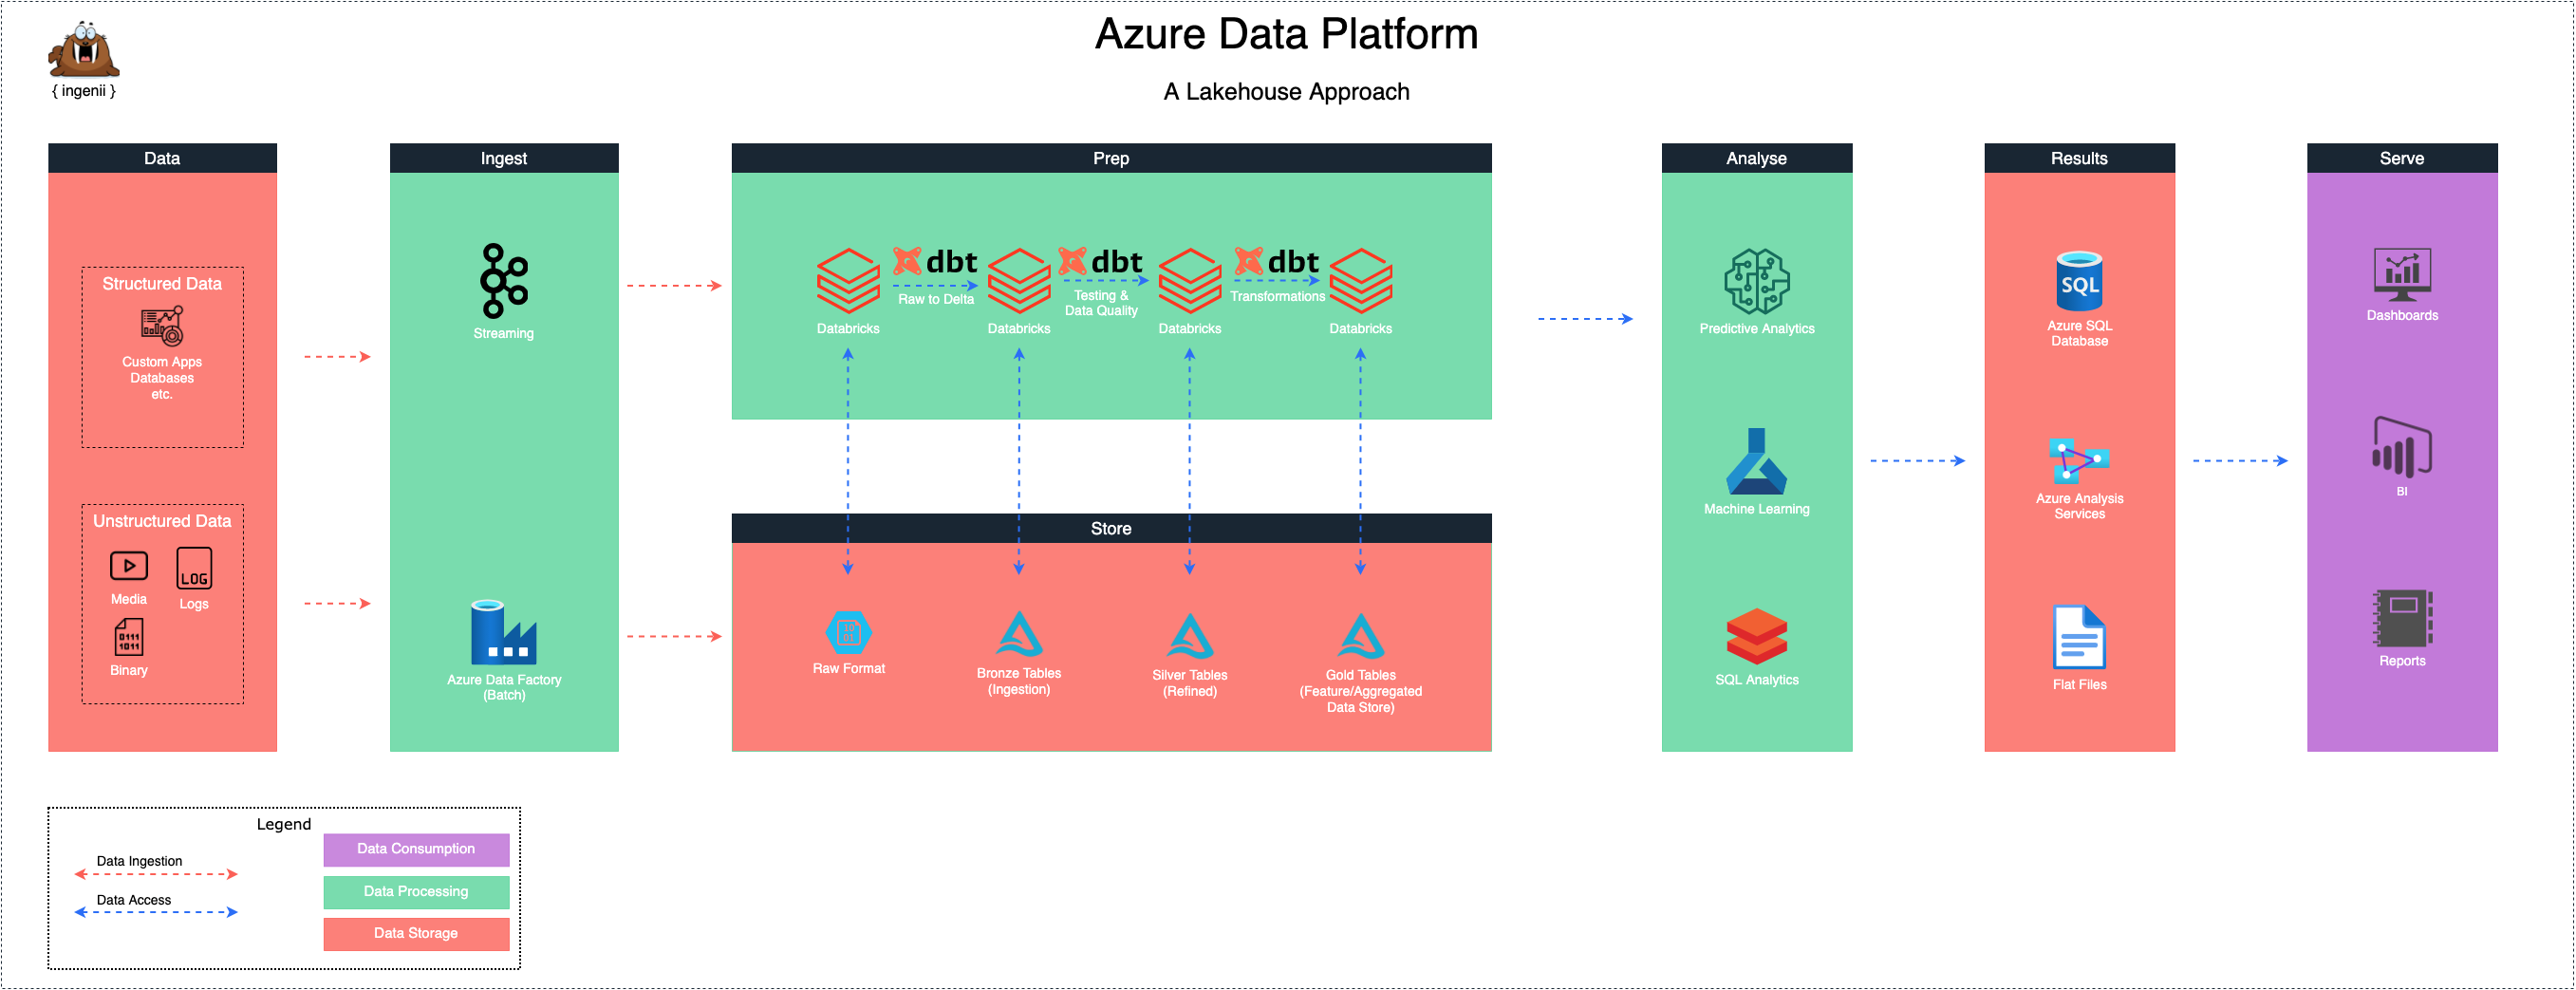 Azure Data Platform
A Lakehouse Approach
{ ingenii }
Data
Structured Data
Custom Apps
Databases
etc.
Unstructured Data
LOG
Media
Logs
0111
1011
Binary
Ingest
Streaming
Azure Data Factory
(Batch)
Prep
Databricks
dbt
Raw to Delta
Databricks
dbt
Testing &
Data Quality
Databricks
dbt
Transformations
Databricks
Store
10
01
Raw Format
Bronze Tables
(Ingestion)
Silver Tables
(Refined)
Gold Tables
(Feature/Aggregated
Data Store)
Analyse
Predictive Analytics
Machine Learning
SQL Analytics
Results
SQL
Azure SQL
Database
Azure Analysis
Services
Flat Files
Serve
Dashboards
BI
Reports
Legend
Data Ingestion
Data Access
Data Consumption
Data Processing
Data Storage